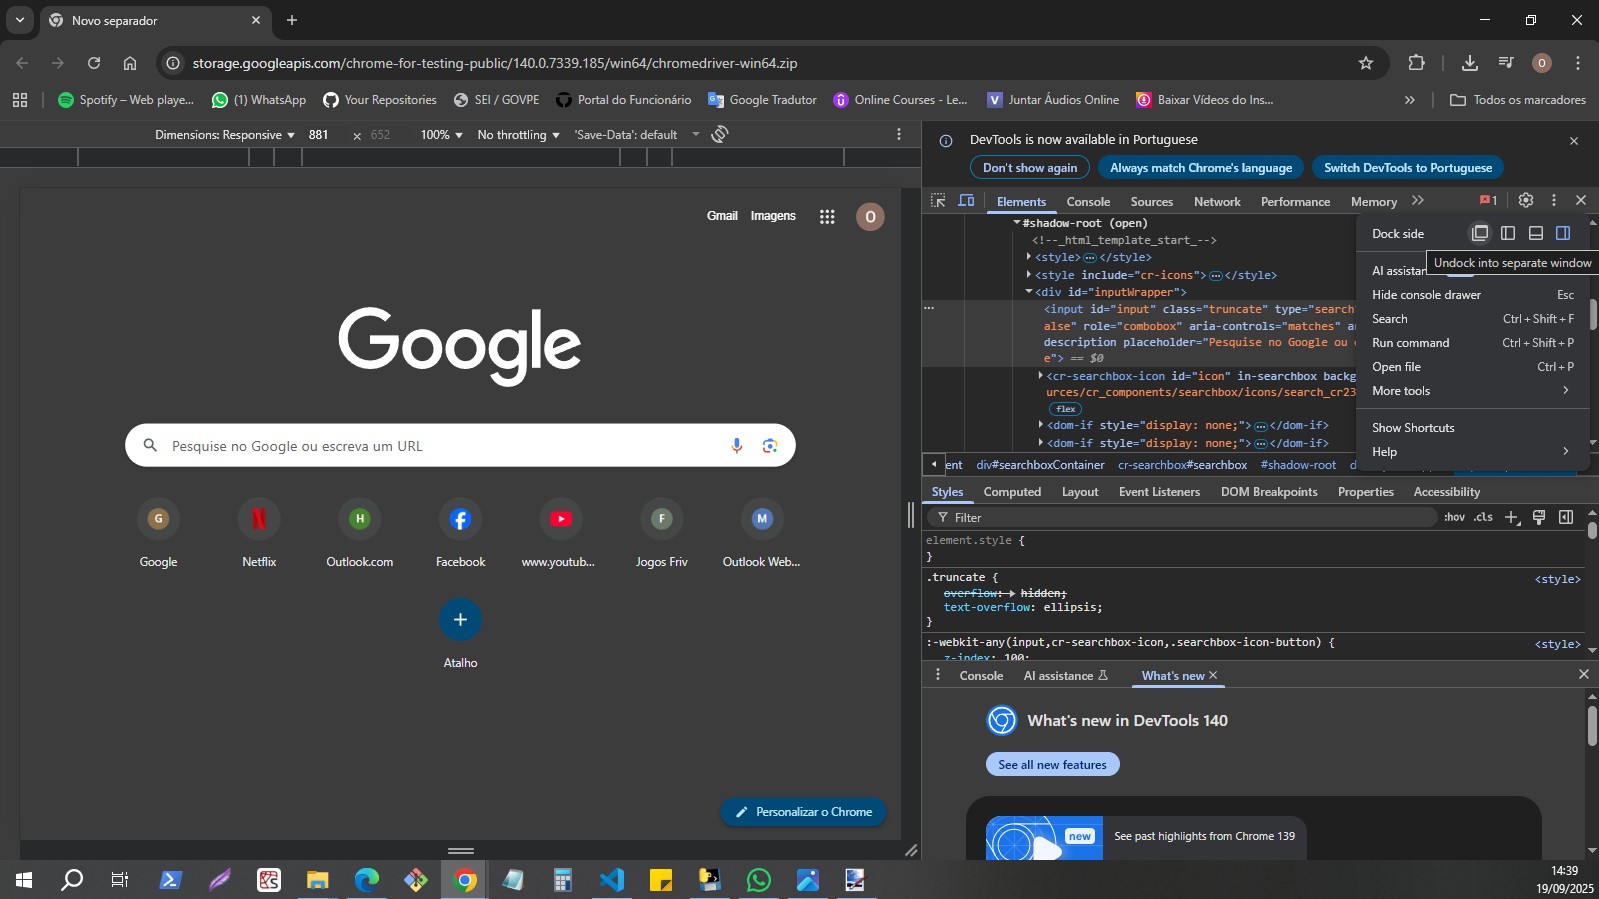 Novo separador
storage.googleapis.com/chrome-for-testing-public/140.0.7339.185/win64/chromedriver-win64.zip
O
Spotify – Web playe...
(1) WhatsApp
Your Repositories
SEI / GOVPE
Portal do Funcionário
Google Tradutor
Online Courses - Le...
V
Juntar Áudios Online
Baixar Vídeos do Ins...
Todos os marcadores
Dimensions: Responsive
881
×
652
100%
No throttling
'Save-Data': default
DevTools is now available in Portuguese
Don't show again
Always match Chrome's language
Switch DevTools to Portuguese
Elements
Console
Sources
Network
Performance
Memory
1
Gmail
Imagens
O
Google
Pesquise no Google ou escreva um URL
G
Google
Netflix
H
Outlook.com
Facebook
www.youtub...
F
Jogos Friv
M
Outlook Web...
Atalho
Personalizar o Chrome
#shadow-root (open)
<!--_html_template_start_-->
<style>…</style>
<style include="cr-icons">…</style>
<div id="inputWrapper">
<input id="input" class="truncate" type="search
alse" role="combobox" aria-controls="matches" a
description placeholder="Pesquise no Google ou
e"> == $0
<cr-searchbox-icon id="icon" in-searchbox backg
urces/cr_components/searchbox/icons/search_cr23
flex
<dom-if style="display: none;">…</dom-if>
<dom-if style="display: none;">…</dom-if>
Dock side
Undock into separate window
AI assistan
Hide console drawer
Esc
Search
Ctrl + Shift + F
Run command
Ctrl + Shift + P
Open file
Ctrl + P
More tools
Show Shortcuts
Help
ent
div#searchboxContainer
cr-searchbox#searchbox
#shadow-root
d
Styles
Computed
Layout
Event Listeners
DOM Breakpoints
Properties
Accessibility
Filter
:hov
.cls
element.style {
}
.truncate {
<style>
overflow: hidden;
text-overflow: ellipsis;
}
:-webkit-any(input,cr-searchbox-icon,.searchbox-icon-button) {
<style>
z-index: 100;
Console
AI assistance
What's new
What's new in DevTools 140
See all new features
new
See past highlights from Chrome 139
14:39
19/09/2025